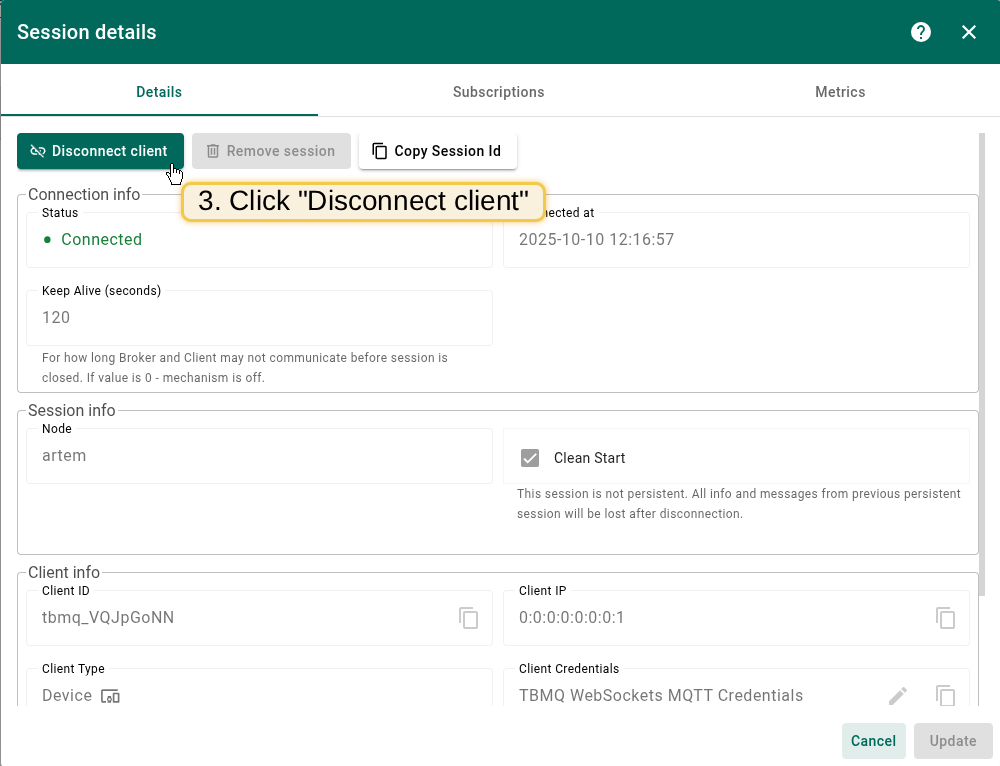 Session details
Details
Subscriptions
Metrics
Disconnect client
Remove session
Copy Session Id
3. Click "Disconnect client"
Connection info
Status
Connected
nected at
2025-10-10 12:16:57
Keep Alive (seconds)
120
For how long Broker and Client may not communicate before session is
closed. If value is 0 - mechanism is off.
Session info
Node
artem
Clean Start
This session is not persistent. All info and messages from previous persistent
session will be lost after disconnection.
Client info
Client ID
tbmq_VQJpGoNN
Client IP
0:0:0:0:0:0:0:1
Client Type
Device
Client Credentials
TBMQ WebSockets MQTT Credentials
Cancel
Update